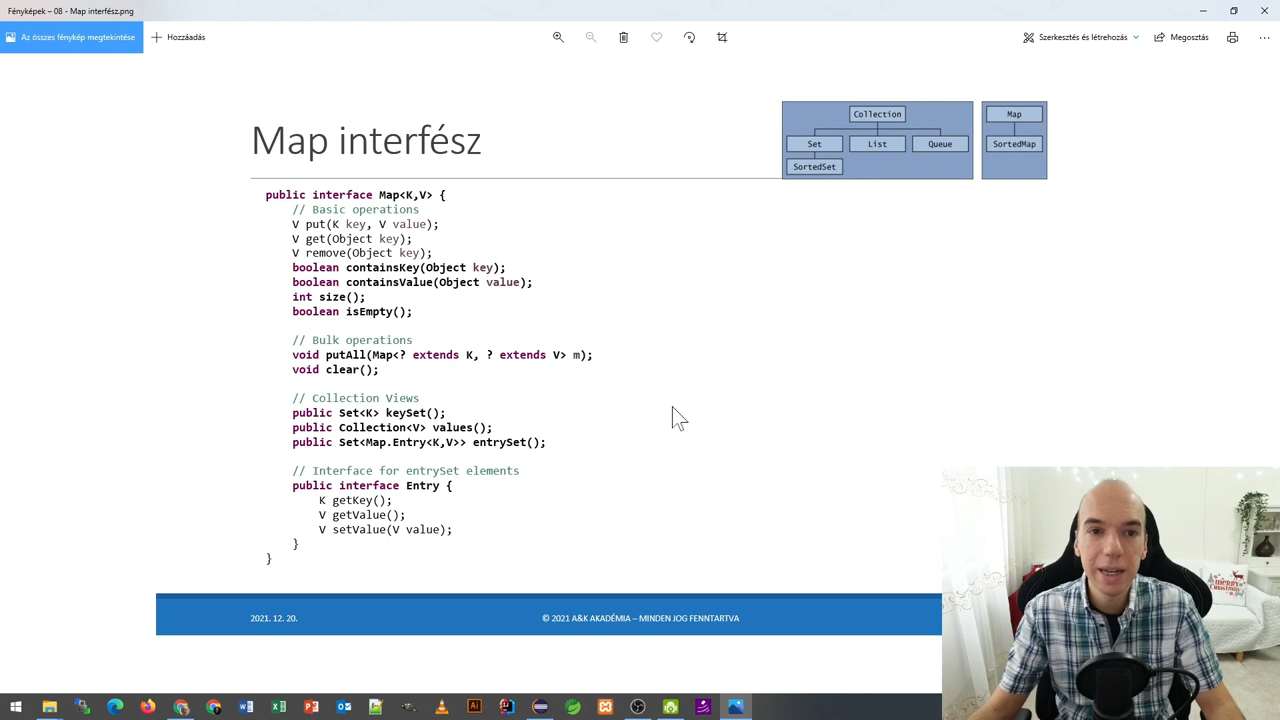 Fényképek – 08 - Map interfész.png
Az összes fénykép megtekintése
Hozzáadás
Szerkesztés és létrehozás
Megosztás
Map interfész
Collection
Set
List
Queue
SortedSet
Map
SortedMap
public interface Map<K,V> {
// Basic operations
V put(K key, V value);
V get(Object key);
V remove(Object key);
boolean containsKey(Object key);
boolean containsValue(Object value);
int size();
boolean isEmpty();
// Bulk operations
void putAll(Map<? extends K, ? extends V> m);
void clear();
// Collection Views
public Set<K> keySet();
public Collection<V> values();
public Set<Map.Entry<K,V>> entrySet();
// Interface for entrySet elements
public interface Entry {
K getKey();
V getValue();
V setValue(V value);
}
}
2021. 12. 20.
© 2021 A&K AKADÉMIA – MINDEN JOG FENNTARTVA
MERRY
CHRISTMAS